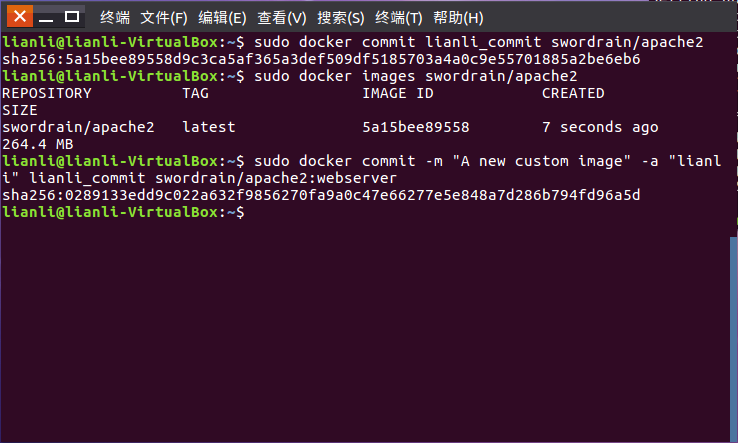 终端 文件(F) 编辑(E) 查看(V) 搜索(S) 终端(T) 帮助(H)
lianli@lianli-VirtualBox:~$ sudo docker commit lianli_commit swordrain/apache2
sha256:5a15bee89558d9c3ca5af365a3def509df5185703a4a0c9e55701885a2be6eb6
lianli@lianli-VirtualBox:~$ sudo docker images swordrain/apache2
REPOSITORY          TAG                 IMAGE ID            CREATED
SIZE
swordrain/apache2   latest              5a15bee89558        7 seconds ago
264.4 MB
lianli@lianli-VirtualBox:~$ sudo docker commit -m "A new custom image" -a "lianl
i" lianli_commit swordrain/apache2:webserver
sha256:0289133edd9c022a632f9856270fa9a0c47e66277e5e848a7d286b794fd96a5d
lianli@lianli-VirtualBox:~$